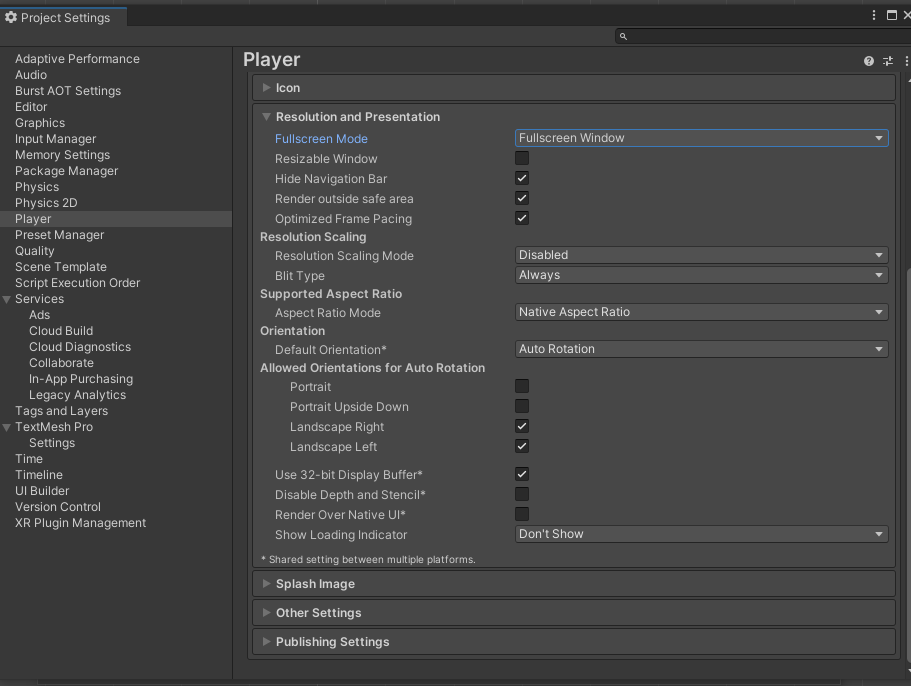 Project Settings
Adaptive Performance
Audio
Burst AOT Settings
Editor
Graphics
Input Manager
Memory Settings
Package Manager
Physics
Physics 2D
Player
Preset Manager
Quality
Scene Template
Script Execution Order
Services
Ads
Cloud Build
Cloud Diagnostics
Collaborate
In-App Purchasing
Legacy Analytics
Tags and Layers
TextMesh Pro
Settings
Time
Timeline
UI Builder
Version Control
XR Plugin Management
Player
Icon
Resolution and Presentation
Fullscreen Mode Fullscreen Window
Resizable Window
Hide Navigation Bar
Render outside safe area
Optimized Frame Pacing
Resolution Scaling
Resolution Scaling Mode Disabled
Blit Type Always
Supported Aspect Ratio
Aspect Ratio Mode Native Aspect Ratio
Orientation
Default Orientation* Auto Rotation
Allowed Orientations for Auto Rotation
Portrait
Portrait Upside Down
Landscape Right
Landscape Left
Use 32-bit Display Buffer*
Disable Depth and Stencil*
Render Over Native UI*
Show Loading Indicator Don't Show
* Shared setting between multiple platforms.
Splash Image
Other Settings
Publishing Settings